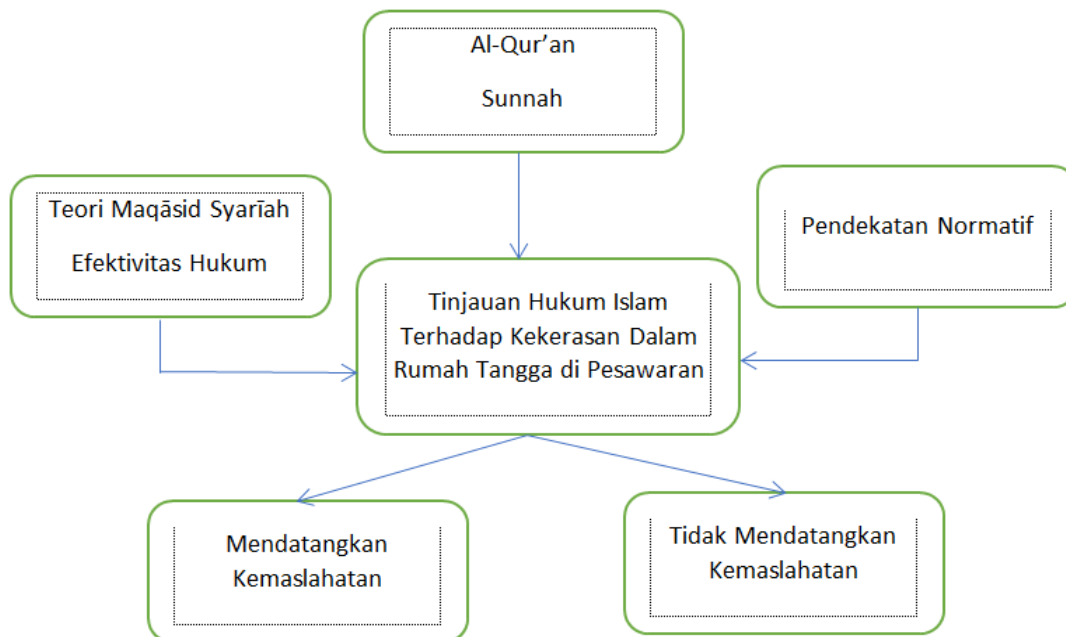 Al-Qur’an
Sunnah
Teori Maqāsid Syarīah
Efektivitas Hukum
Pendekatan Normatif
Tinjauan Hukum Islam
Terhadap Kekerasan Dalam
Rumah Tangga di Pesawaran
Mendatangkan
Kemaslahatan
Tidak Mendatangkan
Kemaslahatan